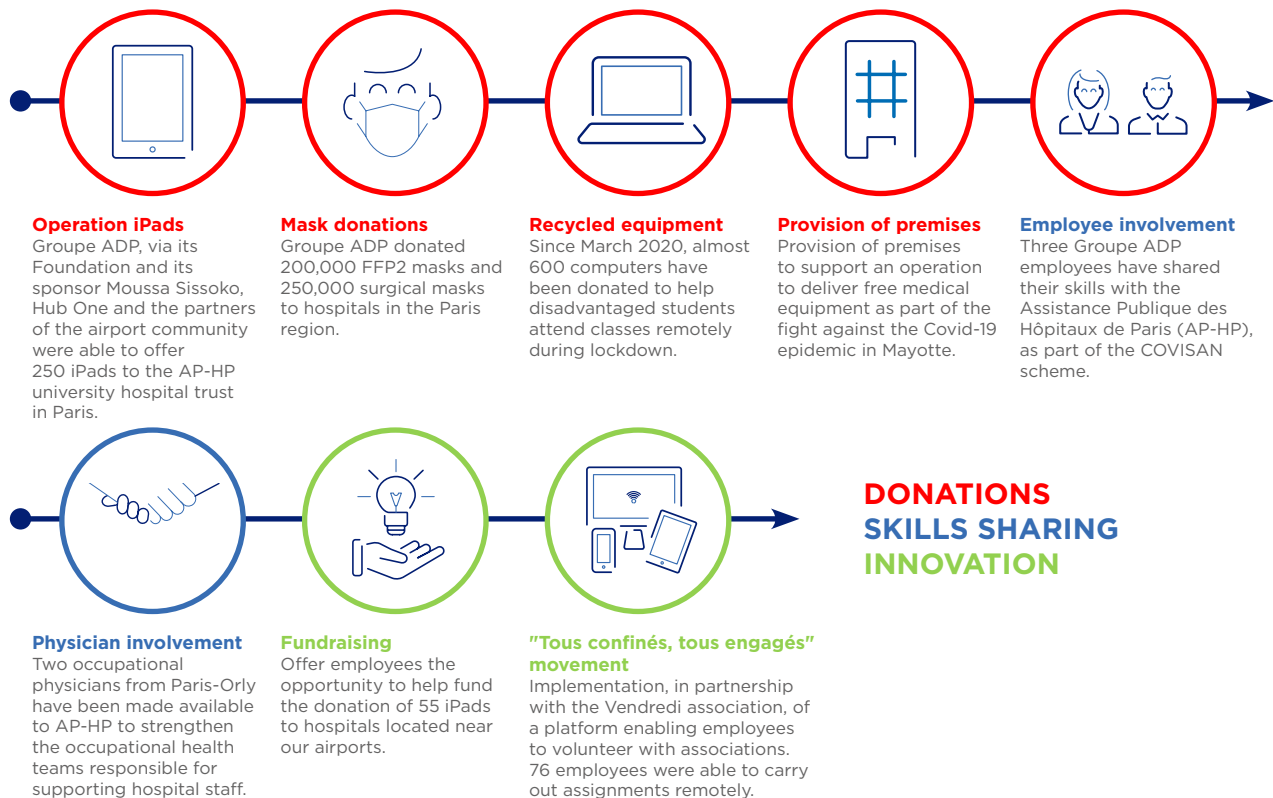 Operation iPads
Groupe ADP, via its
Foundation and its
sponsor Moussa Sissoko,
Hub One and the partners
of the airport community
were able to offer
250 iPads to the AP-HP
university hospital trust
in Paris.
Mask donations
Groupe ADP donated
200,000 FFP2 masks and
250,000 surgical masks
to hospitals in the Paris
region.
Recycled equipment
Since March 2020, almost
600 computers have
been donated to help
disadvantaged students
attend classes remotely
during lockdown.
Provision of premises
Provision of premises
to support an operation
to deliver free medical
equipment as part of the
fight against the Covid-19
epidemic in Mayotte.
Employee involvement
Three Groupe ADP
employees have shared
their skills with the
Assistance Publique des
Hôpitaux de Paris (AP-HP),
as part of the COVISAN
scheme.
Physician involvement
Two occupational
physicians from Paris-Orly
have been made available
to AP-HP to strengthen
the occupational health
teams responsible for
supporting hospital staff.
Fundraising
Offer employees the
opportunity to help fund
the donation of 55 iPads
to hospitals located near
our airports.
"Tous confinés, tous engagés"
movement
Implementation, in partnership
with the Vendredi association, of
a platform enabling employees
to volunteer with associations.
76 employees were able to carry
out assignments remotely.
DONATIONS
SKILLS SHARING
INNOVATION